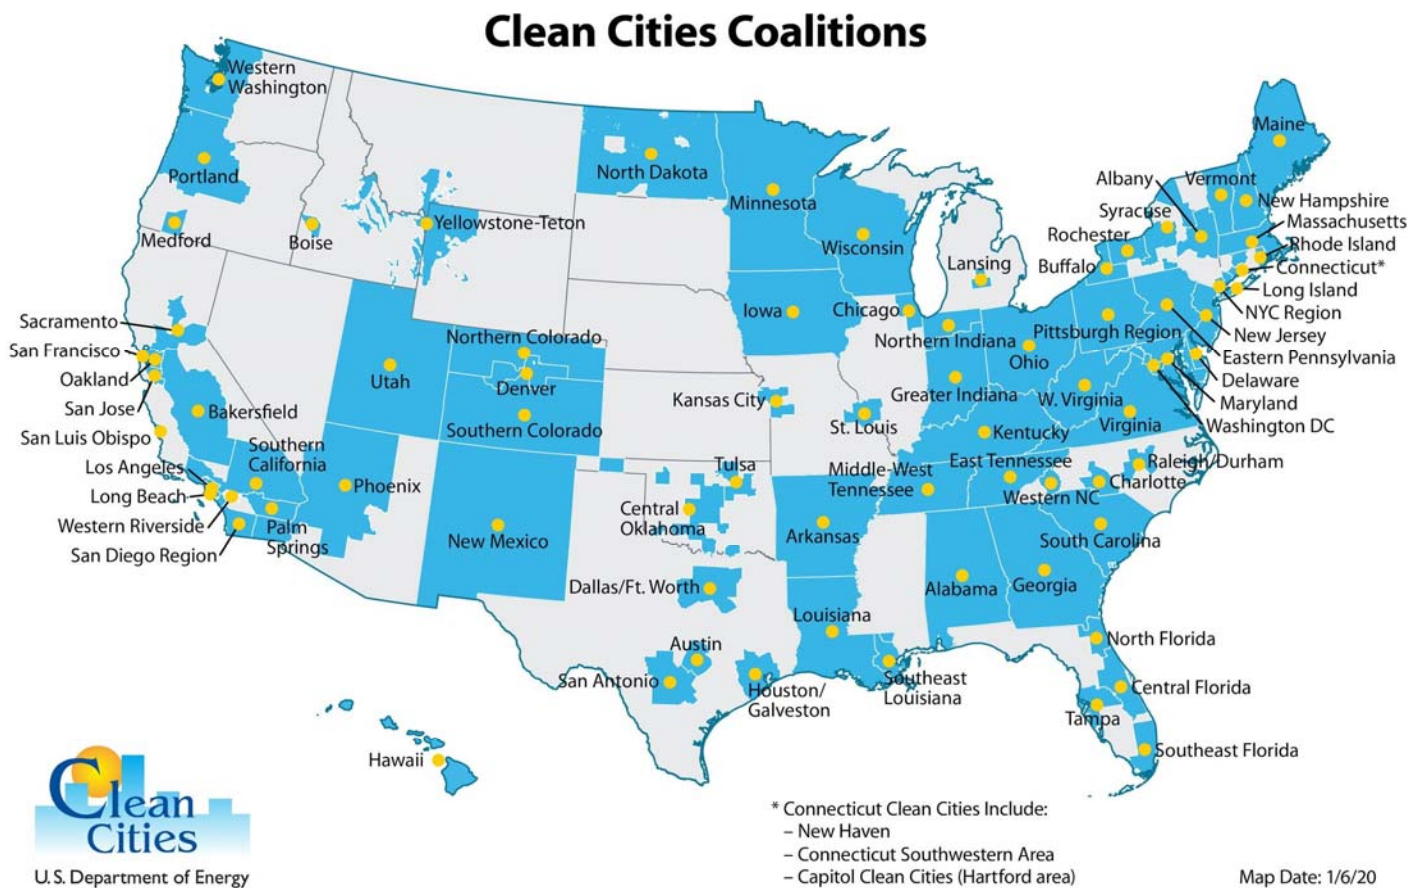 Clean Cities Coalitions
Western
Washington
Portland
Medford
Boise
Yellowstone-Teton
North Dakota
Minnesota
Wisconsin
Iowa
Chicago
Lansing
Northern Indiana
Greater Indiana
Ohio
Pittsburgh Region
Maine
Albany
Vermont
Syracuse
Rochester
Buffalo
New Hampshire
Massachusetts
Rhode Island
Connecticut*
Long Island
NYC Region
New Jersey
Eastern Pennsylvania
Delaware
Maryland
Washington DC
W. Virginia
Virginia
Sacramento
San Francisco
Oakland
San Jose
Bakersfield
San Luis Obispo
Southern
California
Los Angeles
Long Beach
Western Riverside
San Diego Region
Palm
Springs
Phoenix
Utah
Northern Colorado
Denver
Southern Colorado
New Mexico
Kansas City
St. Louis
Kentucky
Tulsa
Central
Oklahoma
Middle-West
Tennessee
East Tennessee
Western NC
Raleigh/Durham
Charlotte
Arkansas
South Carolina
Alabama
Georgia
Dallas/Ft. Worth
Louisiana
Austin
San Antonio
Houston/
Galveston
Southeast
Louisiana
North Florida
Central Florida
Tampa
Southeast Florida
Hawaii
Clean
Cities
U.S. Department of Energy
* Connecticut Clean Cities Include:
– New Haven
– Connecticut Southwestern Area
– Capitol Clean Cities (Hartford area)
Map Date: 1/6/20